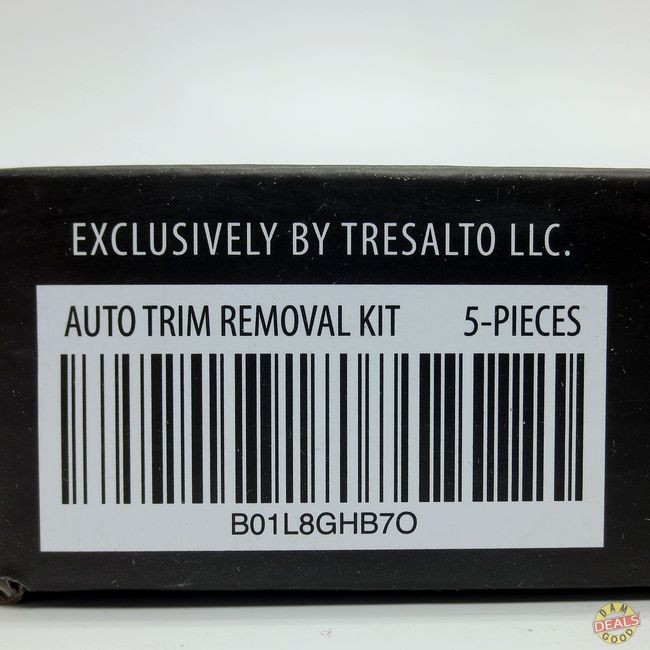 EXCLUSIVELY BY TRESALTO LLC.
AUTO TRIM REMOVAL KIT 5-PIECES
B01L8GHB7O
DAM
DEALS
GOOD